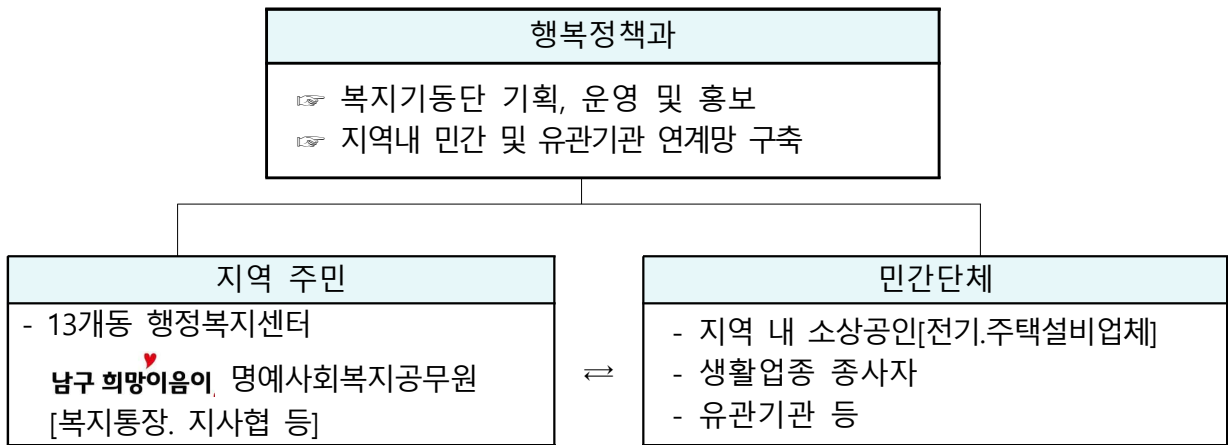 행복정책과
☞ 복지기동단 기획, 운영 및 홍보
☞ 지역내 민간 및 유관기관 연계망 구축
지역 주민
- 13개동 행정복지센터
남구 희망이음이 명예사회복지공무원
[복지통장. 지사협 등]
⇄
민간단체
- 지역 내 소상공인[전기.주택설비업체]
- 생활업종 종사자
- 유관기관 등